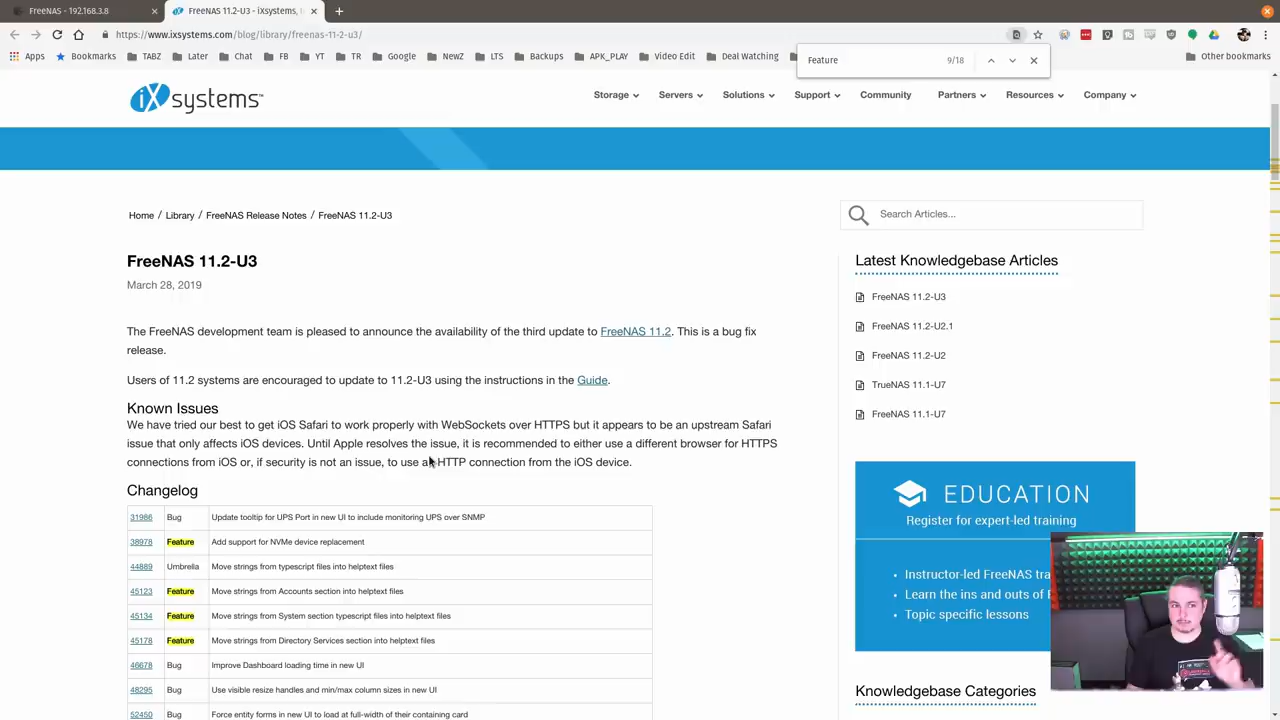 FreeNAS - 192.168.3.8
FreeNAS 11.2-U3 - iXsystems, I
https://www.ixsystems.com/blog/library/freenas-11-2-u3/
Apps
Bookmarks
TABZ
Later
Chat
FB
YT
TR
Google
NewZ
LTS
Backups
APK_PLAY
Video Edit
Deal Watching
Other bookmarks
Feature
9/18
iXsystems
Storage
Servers
Solutions
Support
Community
Partners
Resources
Company
Home / Library / FreeNAS Release Notes / FreeNAS 11.2-U3
Search Articles...
FreeNAS 11.2-U3
March 28, 2019
The FreeNAS development team is pleased to announce the availability of the third update to FreeNAS 11.2. This is a bug fix
release.
Users of 11.2 systems are encouraged to update to 11.2-U3 using the instructions in the Guide.
Known Issues
We have tried our best to get iOS Safari to work properly with WebSockets over HTTPS but it appears to be an upstream Safari
issue that only affects iOS devices. Until Apple resolves the issue, it is recommended to either use a different browser for HTTPS
connections from iOS or, if security is not an issue, to use a HTTP connection from the iOS device.
Changelog
31986 Bug Update tooltip for UPS Port in new UI to include monitoring UPS over SNMP
38978 Feature Add support for NVMe device replacement
44889 Umbrella Move strings from typescript files into helptext files
45123 Feature Move strings from Accounts section into helptext files
45134 Feature Move strings from System section typescript files into helptext files
45178 Feature Move strings from Directory Services section into helptext files
46678 Bug Improve Dashboard loading time in new UI
48295 Bug Use visible resize handles and min/max column sizes in new UI
52450 Bug Force entity forms in new UI to load at full-width of their containing card
Latest Knowledgebase Articles
FreeNAS 11.2-U3
FreeNAS 11.2-U2.1
FreeNAS 11.2-U2
TrueNAS 11.1-U7
FreeNAS 11.1-U7
EDUCATION
Register for expert-led training
• Instructor-led FreeNAS tra
• Learn the ins and outs of
• Topic specific lessons
Knowledgebase Categories